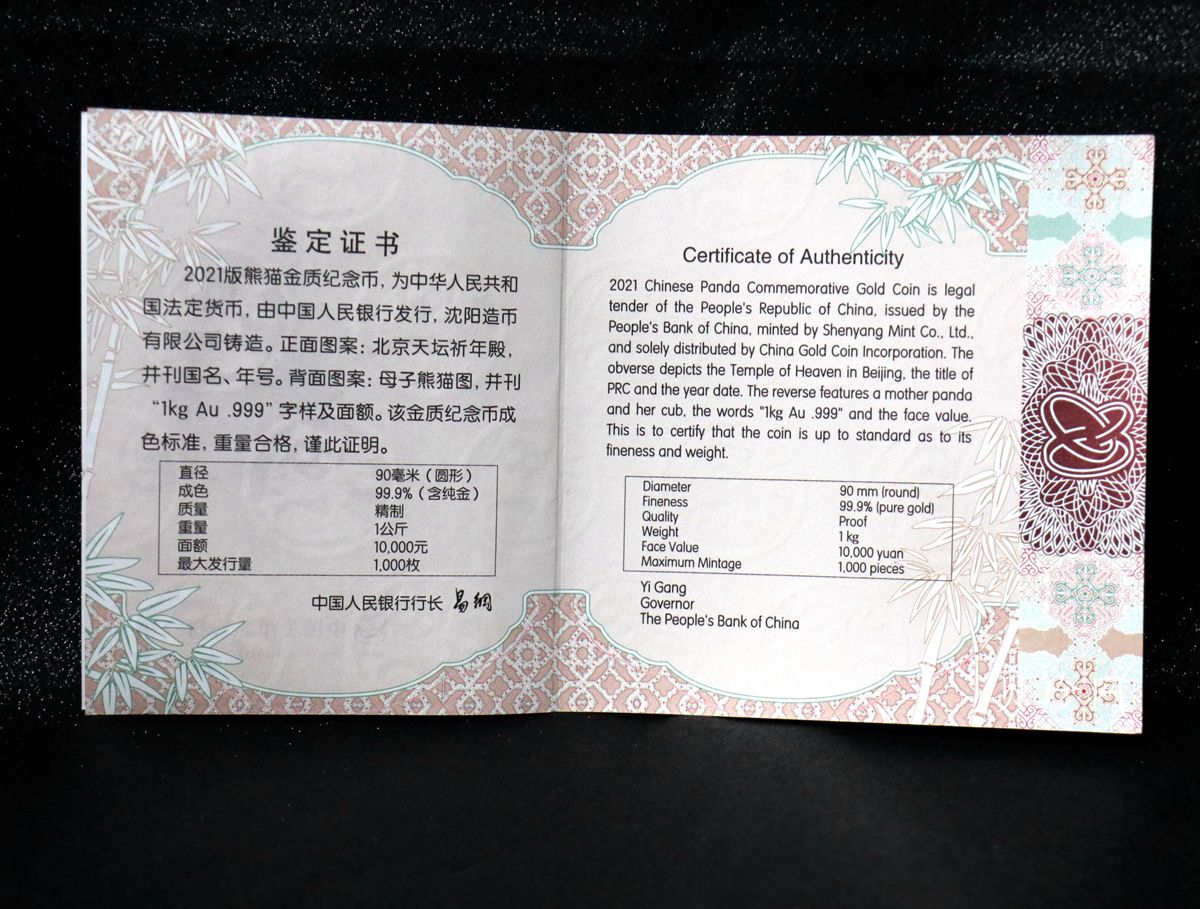 鉴定证书
2021版熊猫金质纪念币，为中华人民共和
国法定货币，由中国人民银行发行，沈阳造币
有限公司铸造。正面图案：北京天坛祈年殿，
并刊国名、年号。背面图案：母子熊猫图，并刊
“1kg Au .999”字样及面额。该金质纪念币成
色标准，重量合格，谨此证明。
直径 90毫米（圆形）
成色 99.9%（含纯金）
质量 精制
重量 1公斤
面额 10,000元
最大发行量 1,000枚
中国人民银行行长 易纲
Certificate of Authenticity
2021 Chinese Panda Commemorative Gold Coin is legal
tender of the People's Republic of China, issued by the
People's Bank of China, minted by Shenyang Mint Co., Ltd.,
and solely distributed by China Gold Coin Incorporation. The
obverse depicts the Temple of Heaven in Beijing, the title of
PRC and the year date. The reverse features a mother panda
and her cub, the words "1kg Au .999" and the face value.
This is to certify that the coin is up to standard as to its
fineness and weight.
Diameter 90 mm (round)
Fineness 99.9% (pure gold)
Quality Proof
Weight 1 kg
Face Value 10,000 yuan
Maximum Mintage 1,000 pieces
Yi Gang
Governor
The People's Bank of China